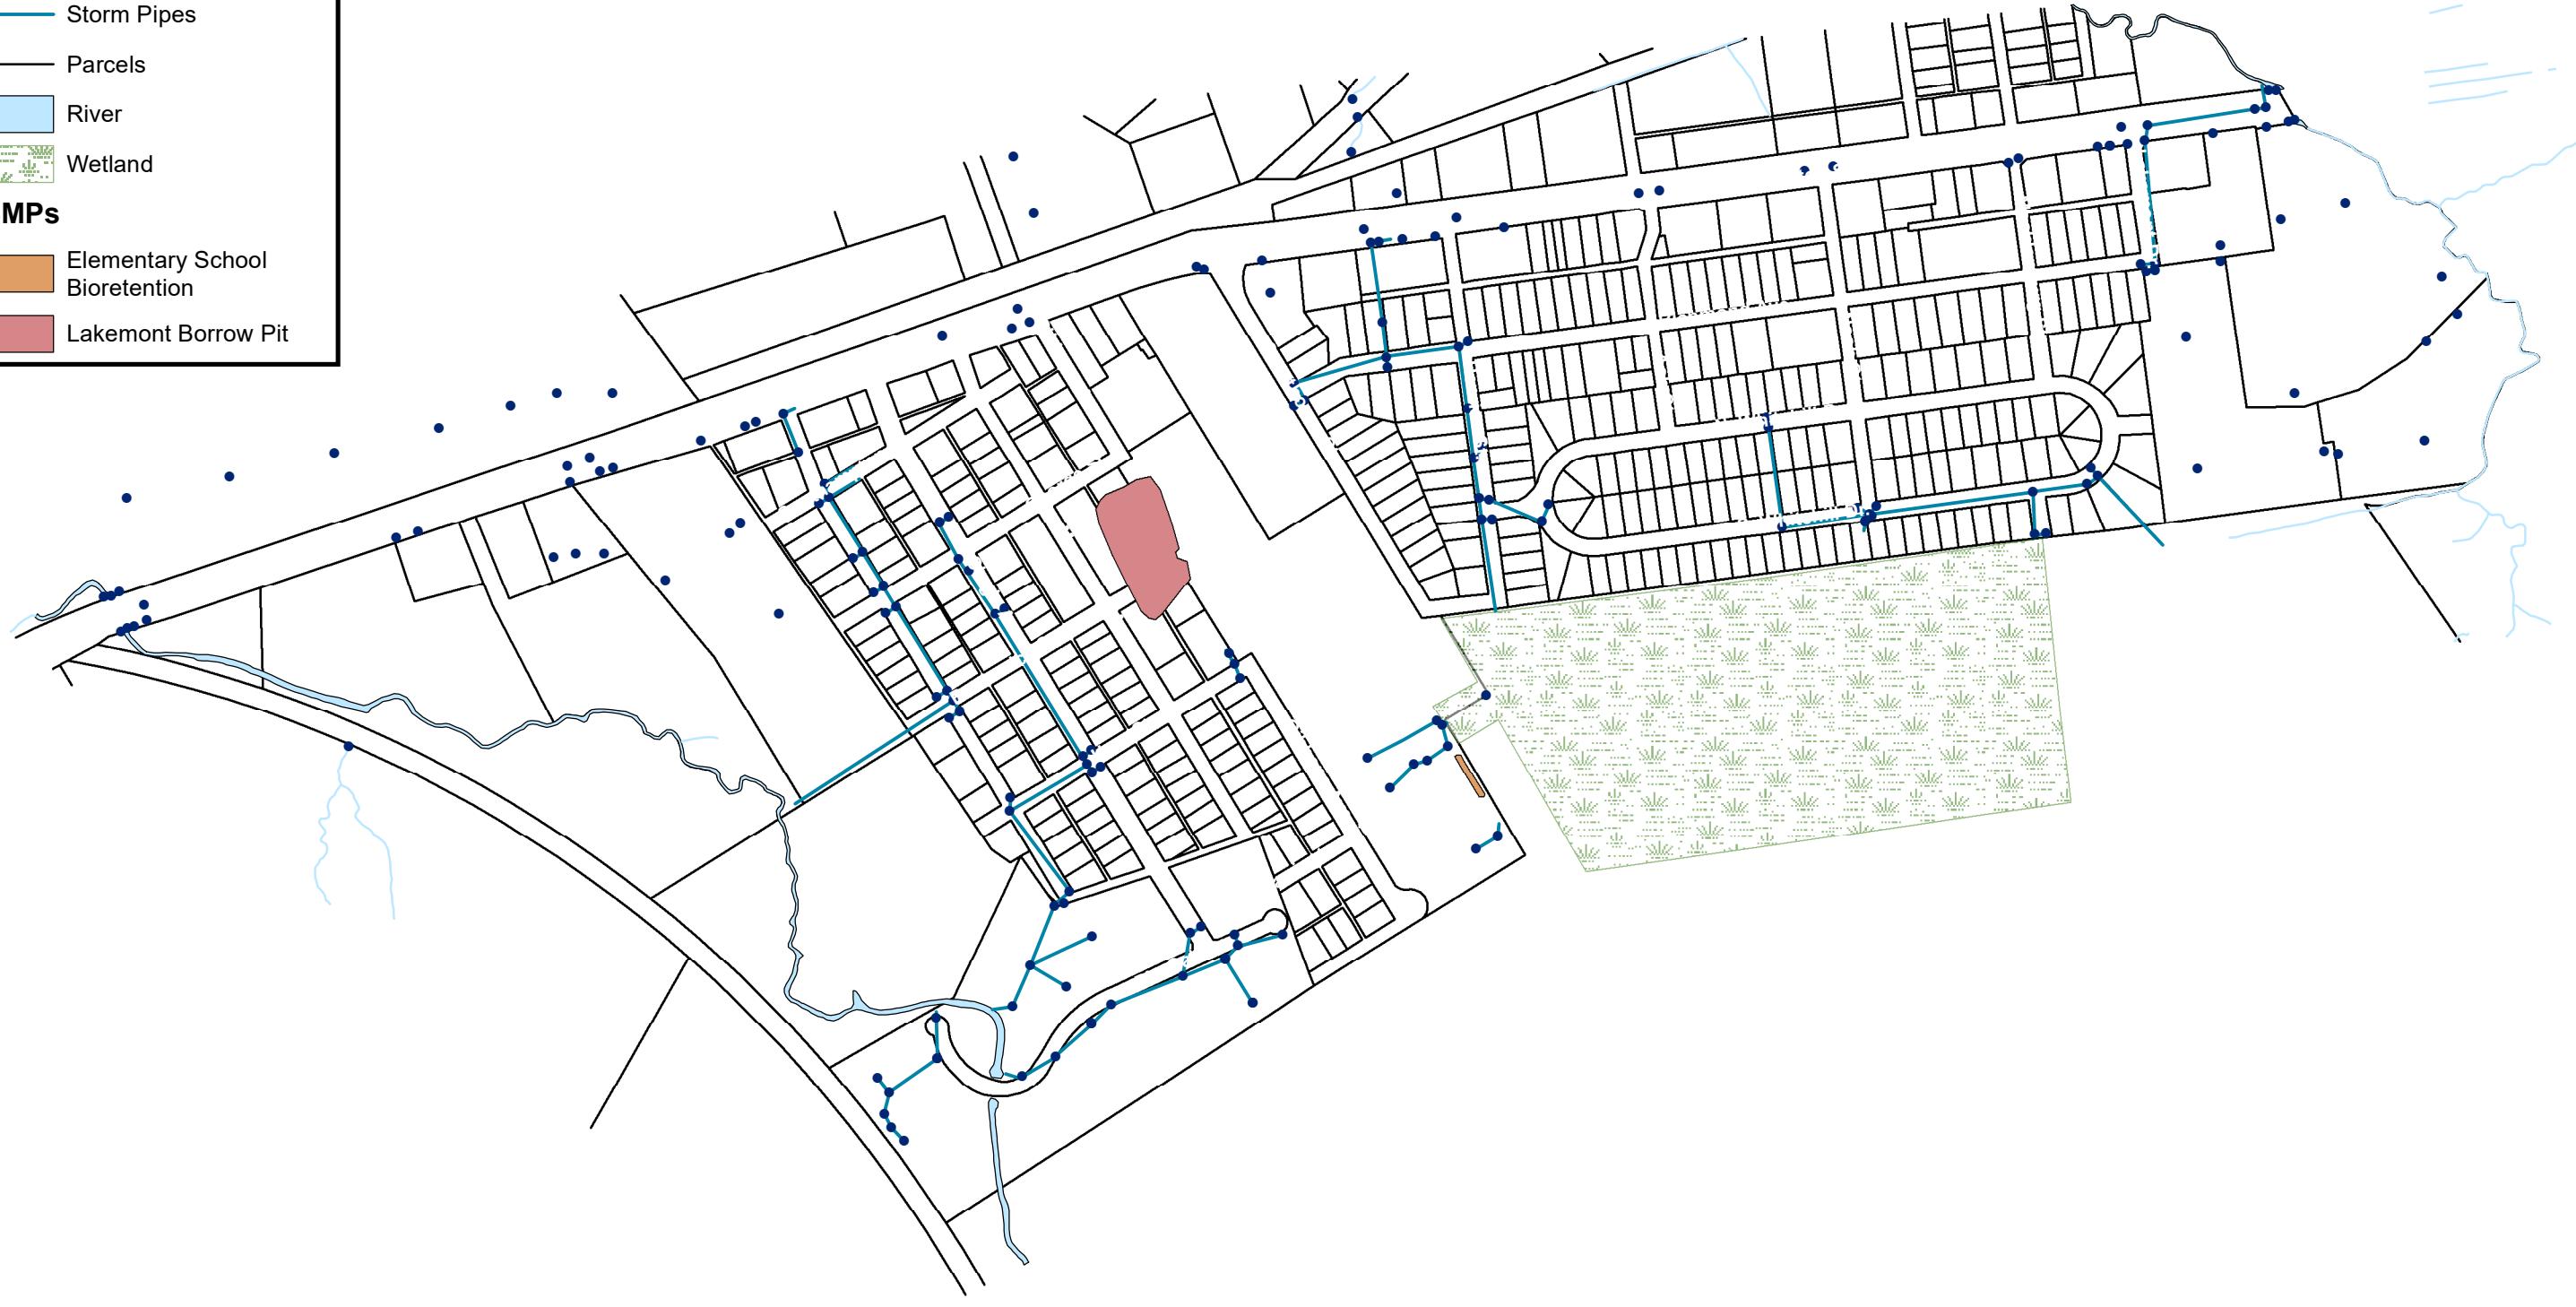 Storm Pipes
Parcels
River
Wetland
MPs
Elementary School
Bioretention
Lakemont Borrow Pit